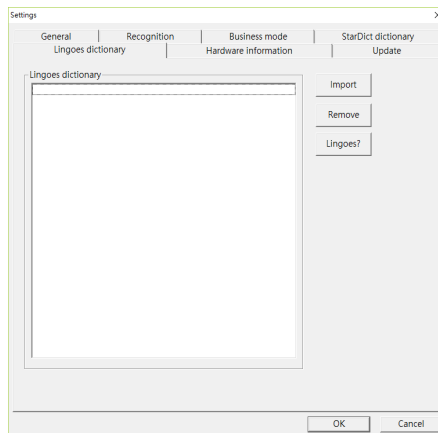 Settings
General Recognition Business mode StarDict dictionary
Lingoes dictionary Hardware information Update
Lingoes dictionary
Import
Remove
Lingoes?
OK Cancel